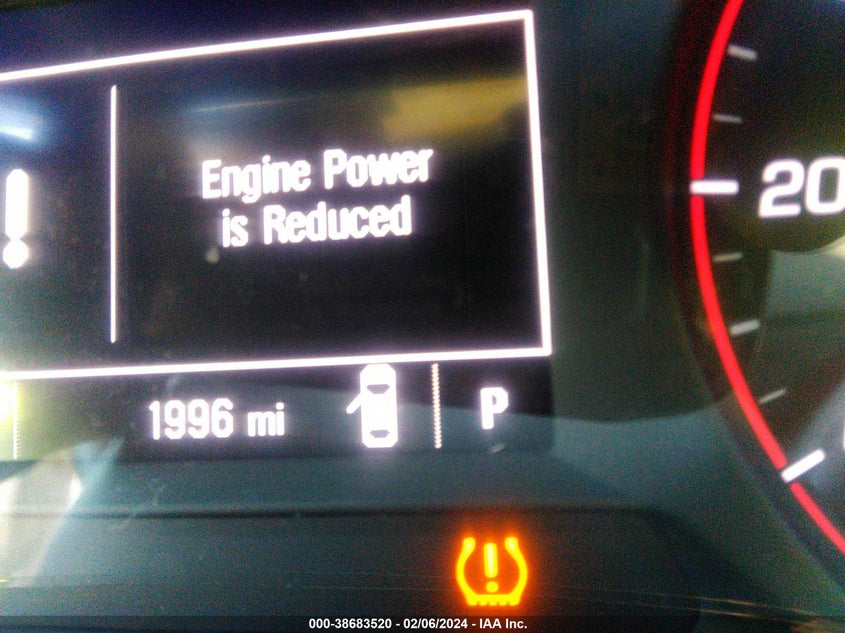 Engine Power
is Reduced
20
1996 mi
P
000-38683520 - 02/06/2024 - IAA Inc.